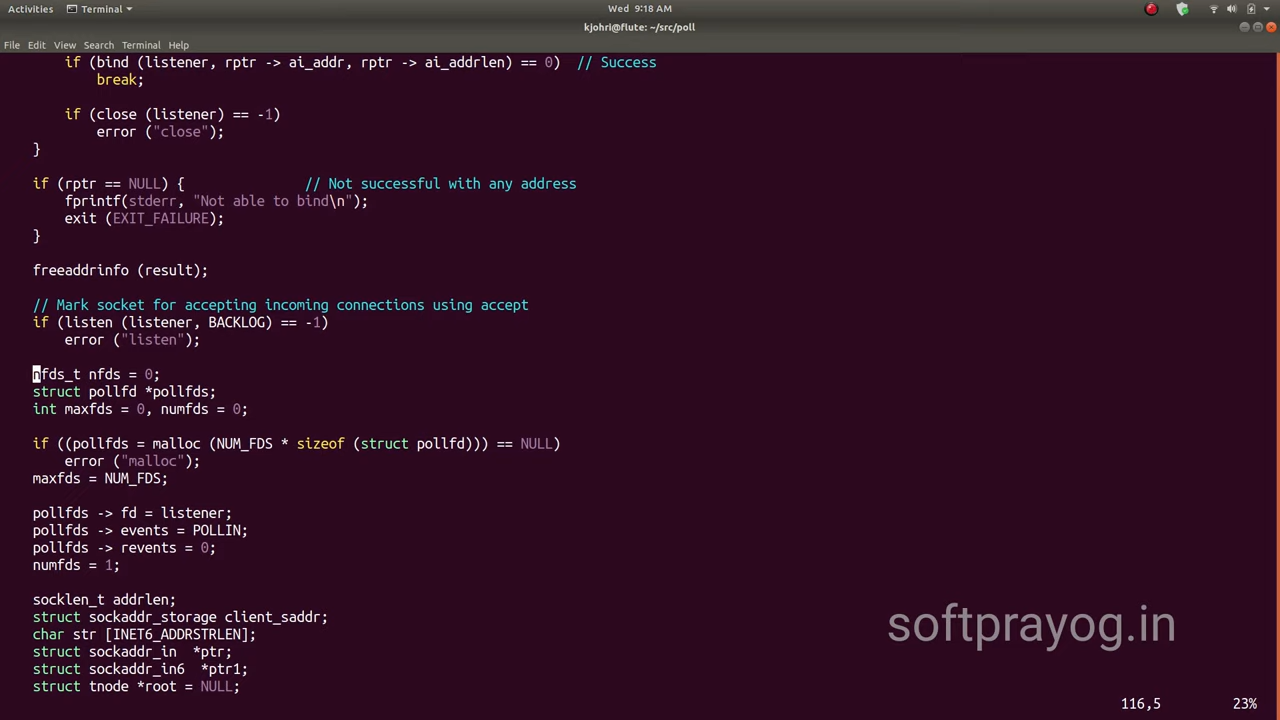 Activities Terminal Wed 9:18 AM
kjohri@flute: ~/src/poll
File Edit View Search Terminal Help
if (bind (listener, rptr -> ai_addr, rptr -> ai_addrlen) == 0) // Success
break;
if (close (listener) == -1)
error ("close");
}
if (rptr == NULL) { // Not successful with any address
fprintf(stderr, "Not able to bind\n");
exit (EXIT_FAILURE);
}
freeaddrinfo (result);
// Mark socket for accepting incoming connections using accept
if (listen (listener, BACKLOG) == -1)
error ("listen");
nfds_t nfds = 0;
struct pollfd *pollfds;
int maxfds = 0, numfds = 0;
if ((pollfds = malloc (NUM_FDS * sizeof (struct pollfd))) == NULL)
error ("malloc");
maxfds = NUM_FDS;
pollfds -> fd = listener;
pollfds -> events = POLLIN;
pollfds -> revents = 0;
numfds = 1;
socklen_t addrlen;
struct sockaddr_storage client_saddr;
char str [INET6_ADDRSTRLEN];
struct sockaddr_in  *ptr;
struct sockaddr_in6  *ptr1;
struct tnode *root = NULL;
softprayog.in
116,5 23%